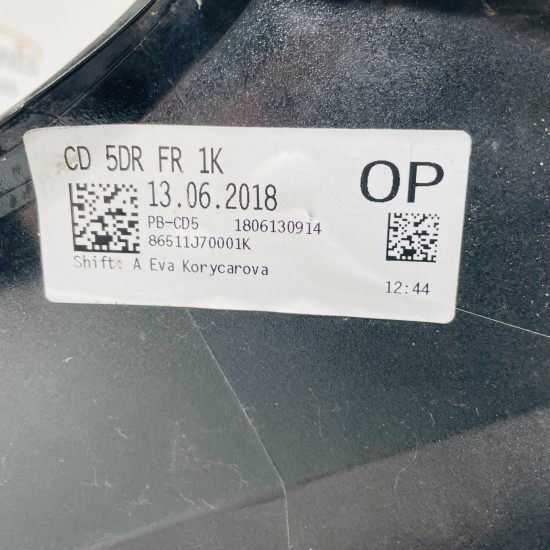 CD 5DR FR 1K
OP
13.06.2018
PB-CD5 1806130914
86511J70001K
Shift: A Eva Korycarova
12:44